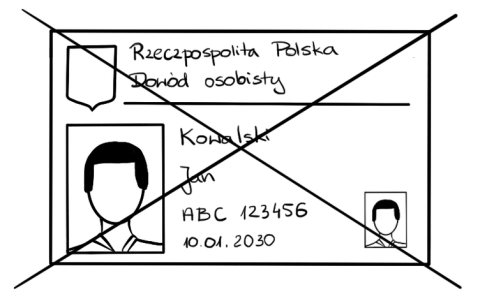 Rzeczpospolita Polska
Dowód osobisty
Kowalski
Jan
ABC 123456
10.01.2030